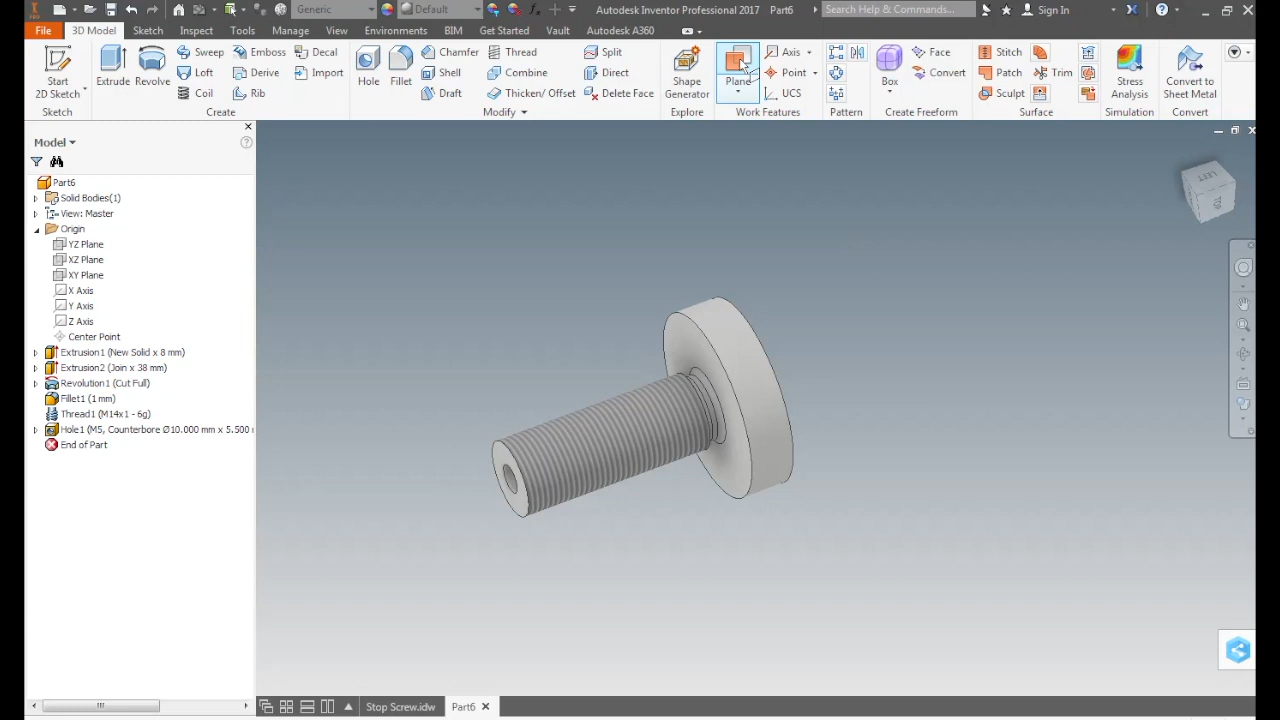 Generic
Default
Autodesk Inventor Professional 2017 Part6
Search Help & Commands...
Sign In
File
3D Model
Sketch
Inspect
Tools
Manage
View
Environments
BIM
Get Started
Vault
Autodesk A360
Start
2D Sketch
Sketch
Extrude
Revolve
Sweep
Loft
Coil
Emboss
Derive
Rib
Decal
Import
Create
Hole
Fillet
Chamfer
Shell
Draft
Thread
Combine
Thicken/ Offset
Split
Direct
Delete Face
Modify
Shape
Generator
Explore
Plane
Axis
Point
UCS
Work Features
Pattern
Box
Face
Convert
Create Freeform
Stitch
Patch
Sculpt
Trim
Surface
Stress
Analysis
Simulation
Convert to
Sheet Metal
Convert
Model
Part6
Solid Bodies(1)
View: Master
Origin
YZ Plane
XZ Plane
XY Plane
X Axis
Y Axis
Z Axis
Center Point
Extrusion1 (New Solid x 8 mm)
Extrusion2 (Join x 38 mm)
Revolution1 (Cut Full)
Fillet1 (1 mm)
Thread1 (M14x1 - 6g)
Hole1 (M5, Counterbore Ø10.000 mm x 5.500
End of Part
LEFT
Stop Screw.idw
Part6